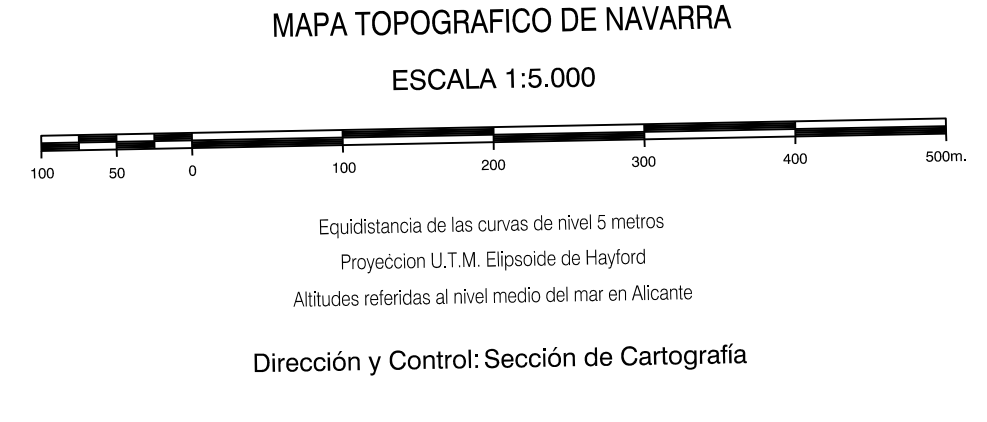 MAPA TOPOGRAFICO DE NAVARRA
ESCALA 1:5.000
100 50 0 100 200 300 400 500m.
Equidistancia de las curvas de nivel 5 metros
Proyeccion U.T.M. Elipsoide de Hayford
Altitudes referidas al nivel medio del mar en Alicante
Dirección y Control: Sección de Cartografía